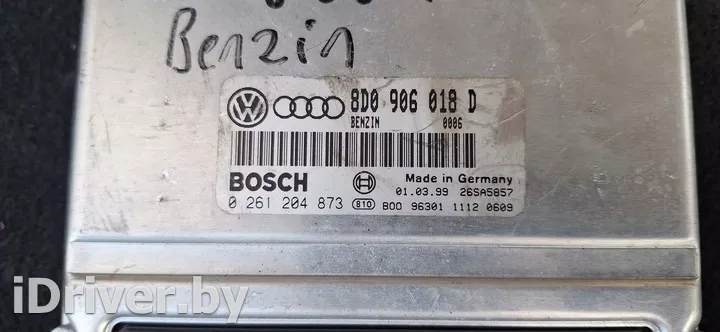 Benzin
8D0 906 018 D
BENZIN 0006
BOSCH
Made in Germany
01.03.99 26SA5857
0 261 204 873 810 B00 96301 1112 0609
iDriver.by